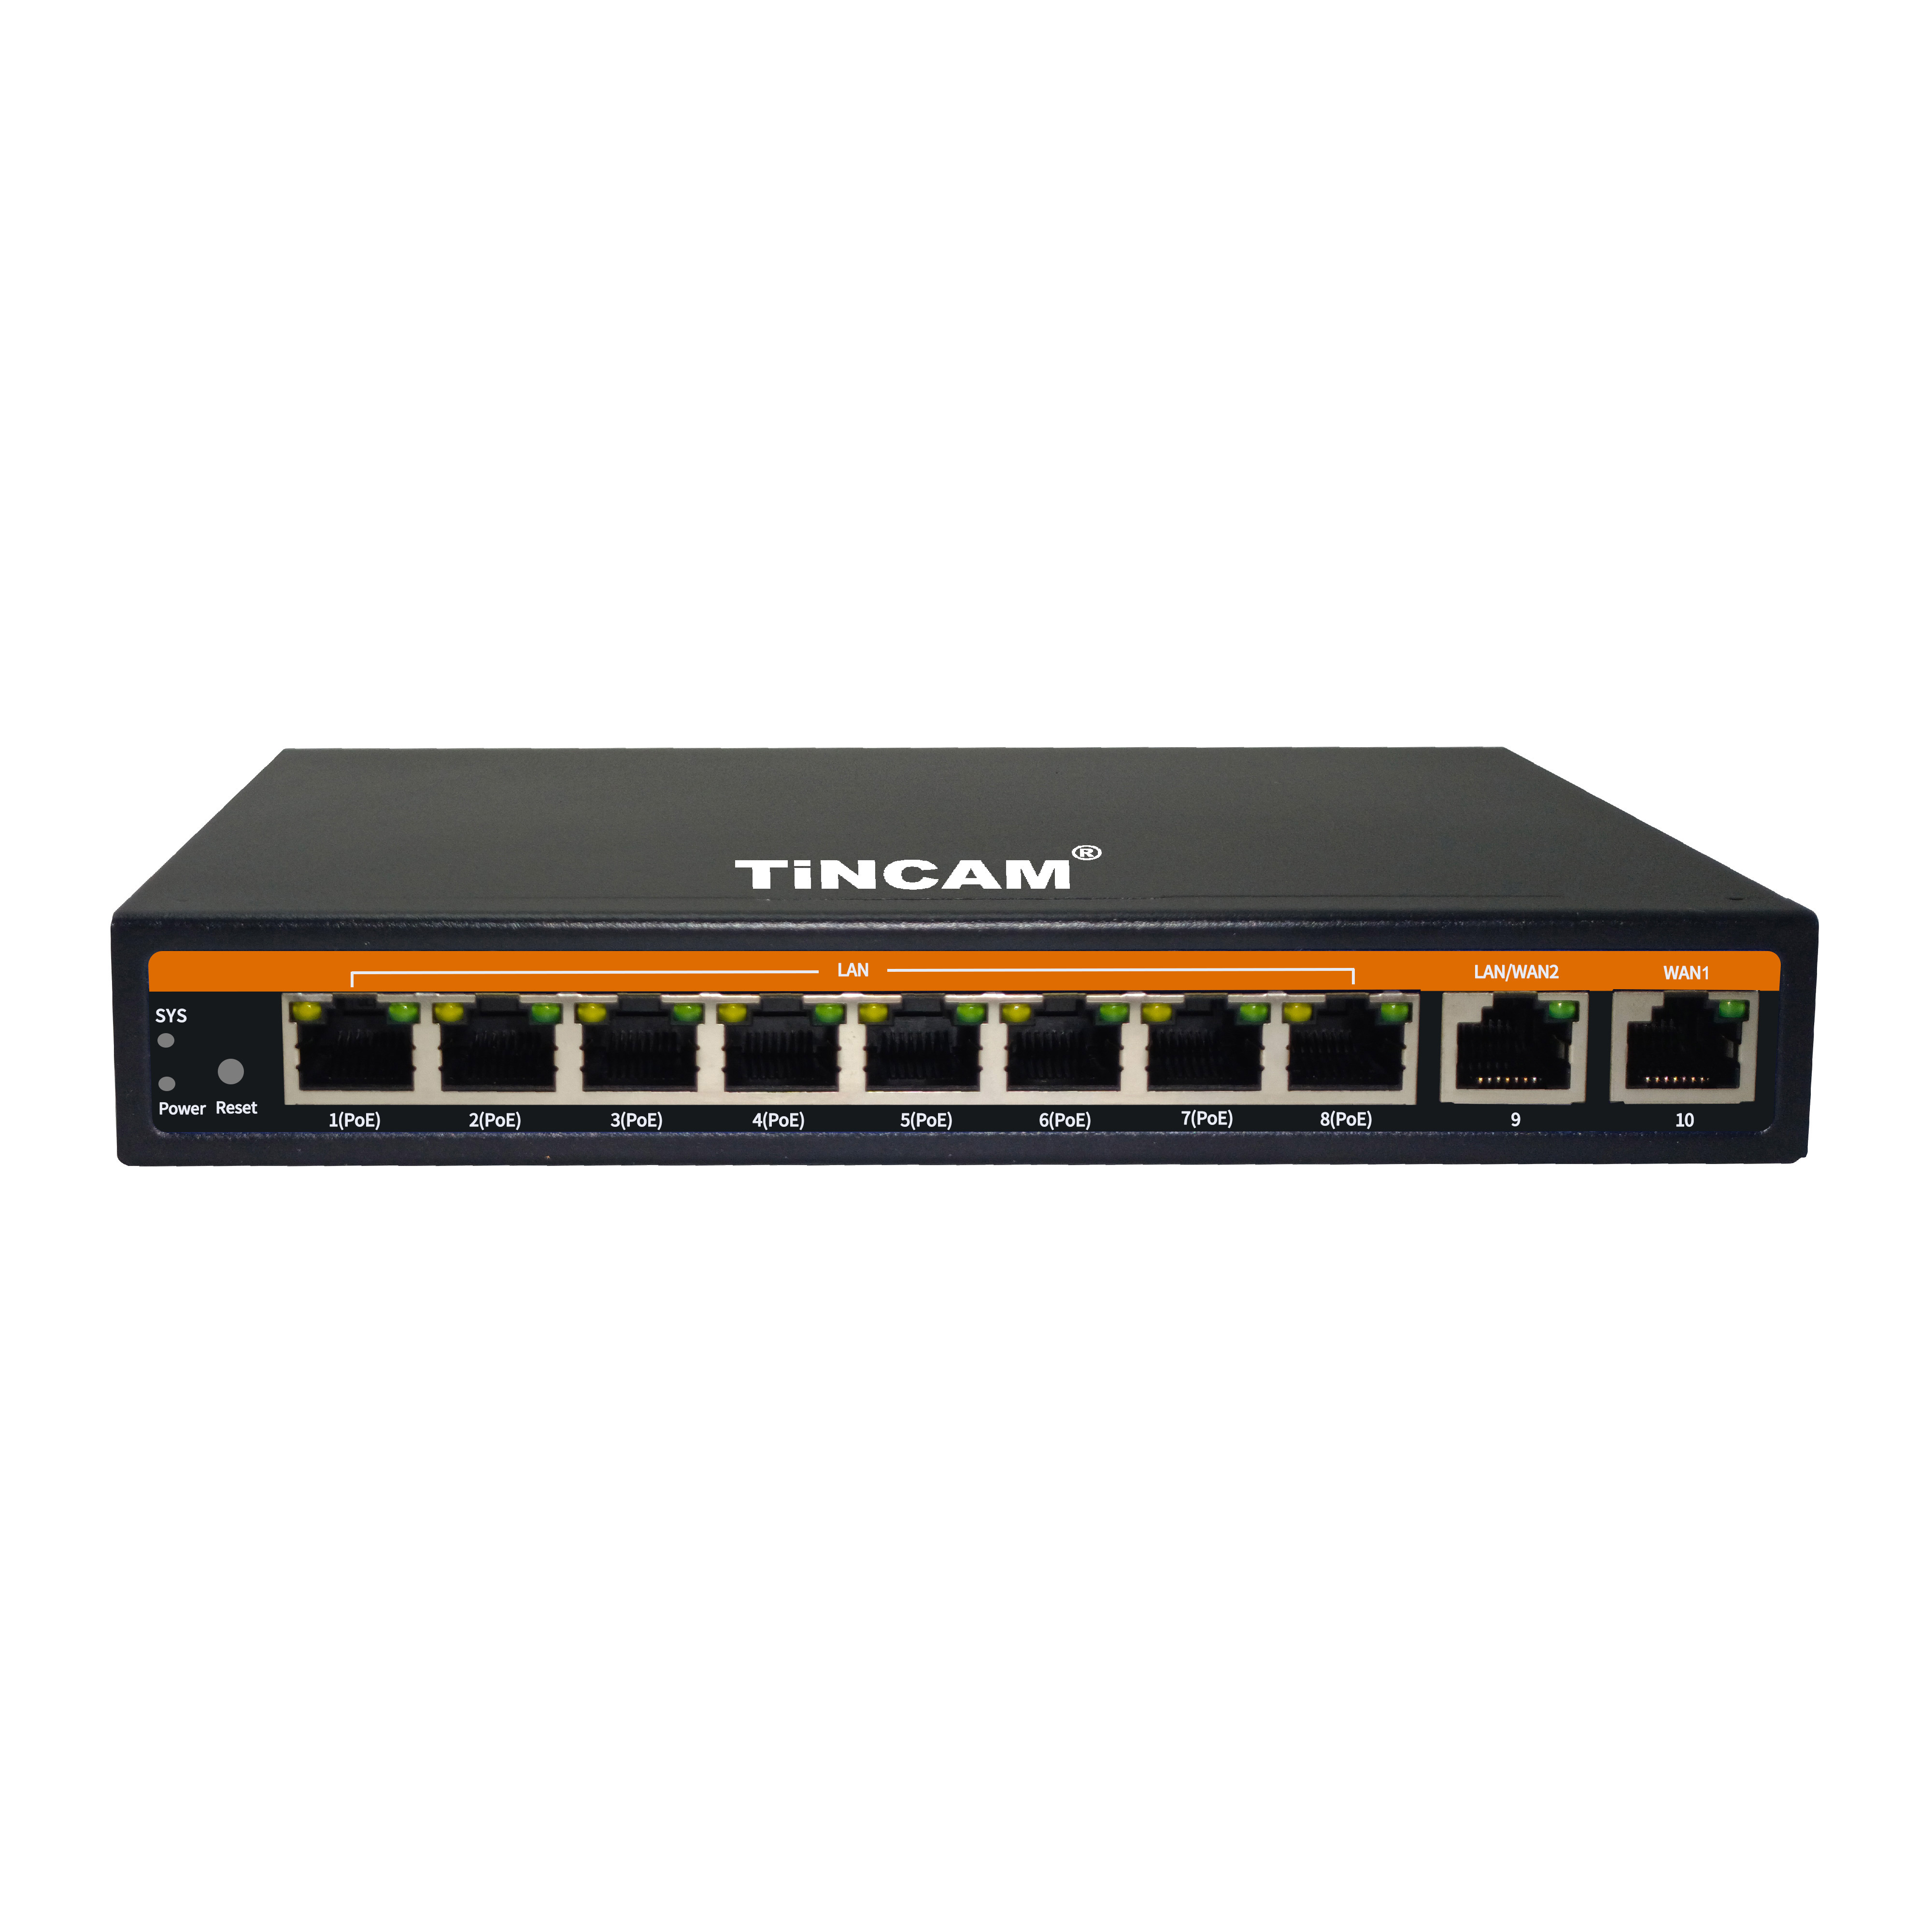 TiNCAM®
LAN LAN/WAN2 WAN1
SYS
Power Reset
1(PoE) 2(PoE) 3(PoE) 4(PoE) 5(PoE) 6(PoE) 7(PoE) 8(PoE) 9 10